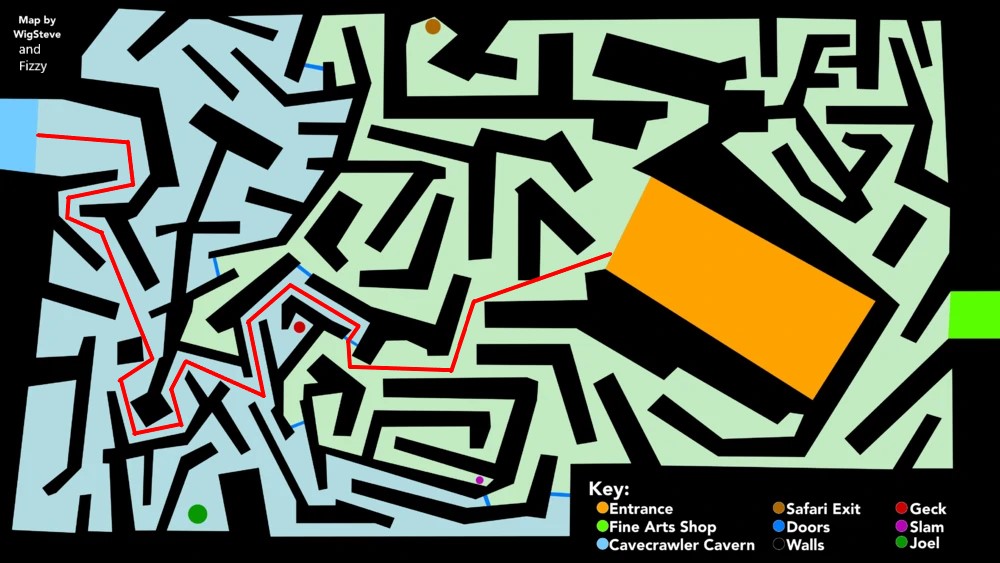 Map by
WigSteve
and
Fizzy
Key:
Entrance
Fine Arts Shop
Cavecrawler Cavern
Safari Exit
Doors
Walls
Geck
Slam
Joel